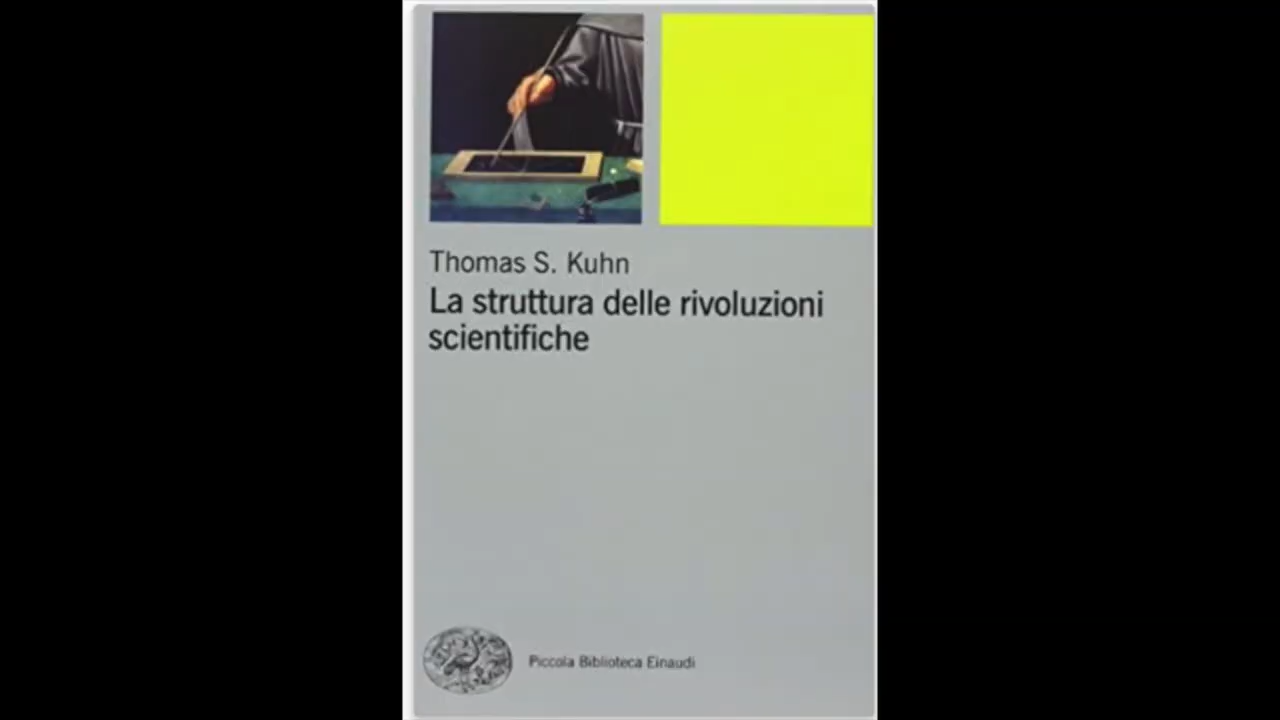 Thomas S. Kuhn
La struttura delle rivoluzioni
scientifiche
Piccola Biblioteca Einaudi